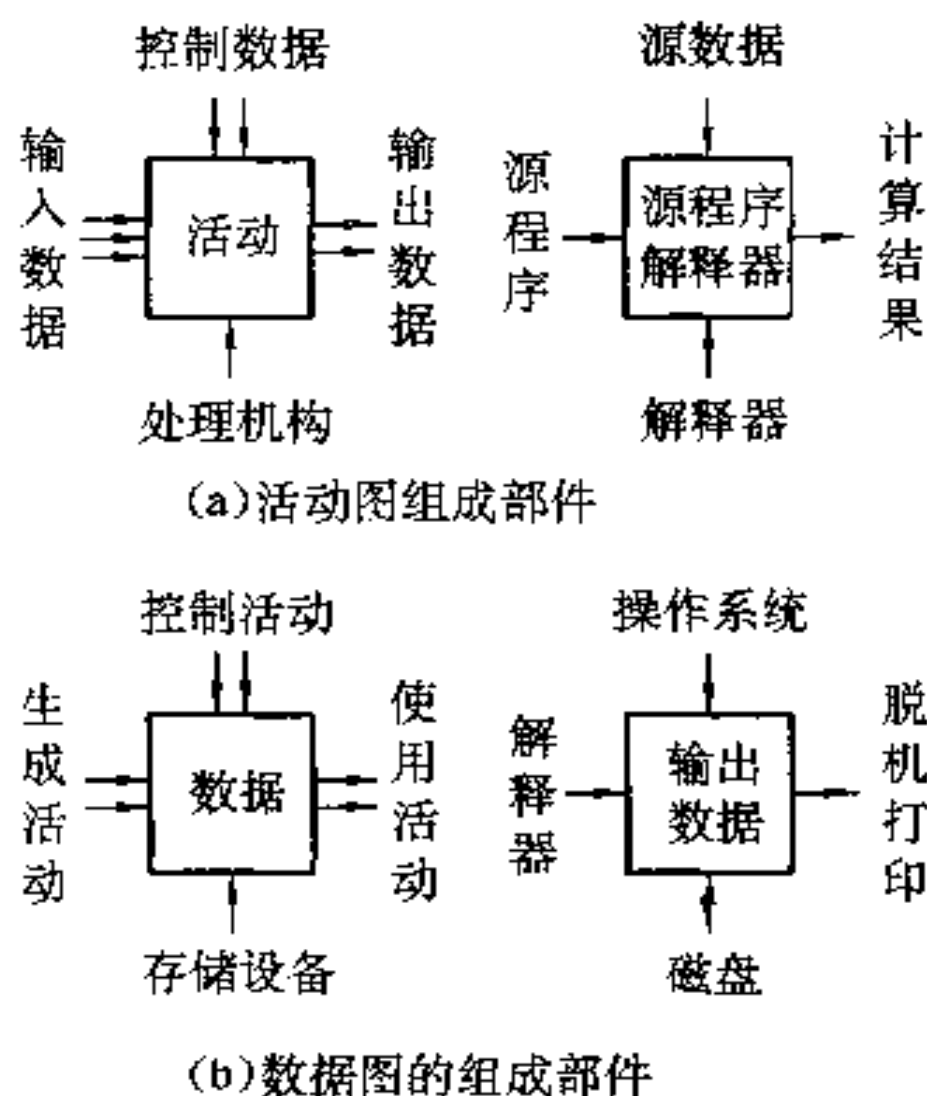 控制数据
源数据
输入数据
活动
输出数据
源程序
源程序
解释器
计算结果
处理机构
解释器
(a)活动图组成部件
控制活动
操作系统
生成活动
数据
使用活动
解释器
输出
数据
脱机打印
存储设备
磁盘
(b)数据图的组成部件